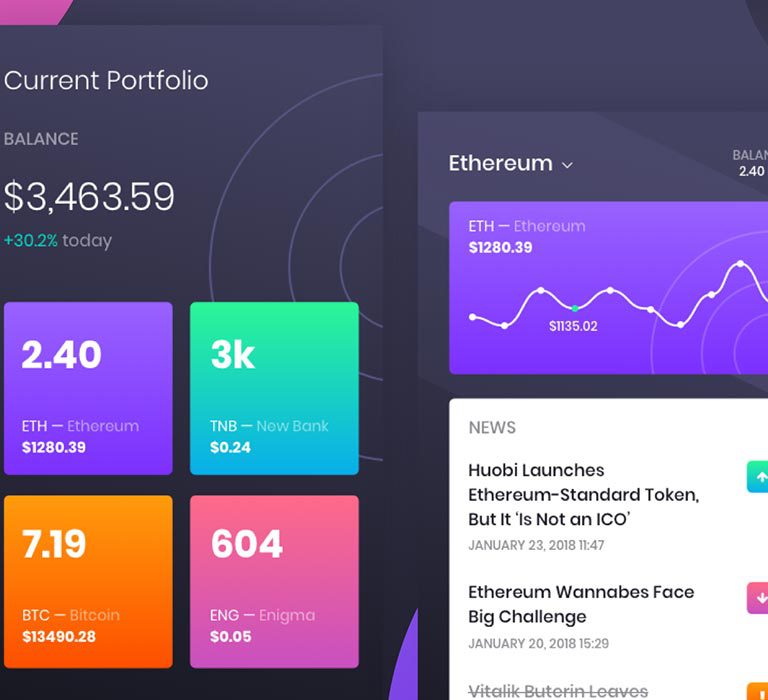 Current Portfolio
BALANCE
$3,463.59
+30.2% today
2.40
ETH — Ethereum
$1280.39
3k
TNB — New Bank
$0.24
7.19
BTC — Bitcoin
$13490.28
604
ENG — Enigma
$0.05
Ethereum
BALAN
2.40
ETH — Ethereum
$1280.39
$1135.02
NEWS
Huobi Launches
Ethereum-Standard Token,
But It ‘Is Not an ICO’
JANUARY 23, 2018 11:47
Ethereum Wannabes Face
Big Challenge
JANUARY 20, 2018 15:29
Vitalik Buterin Leaves